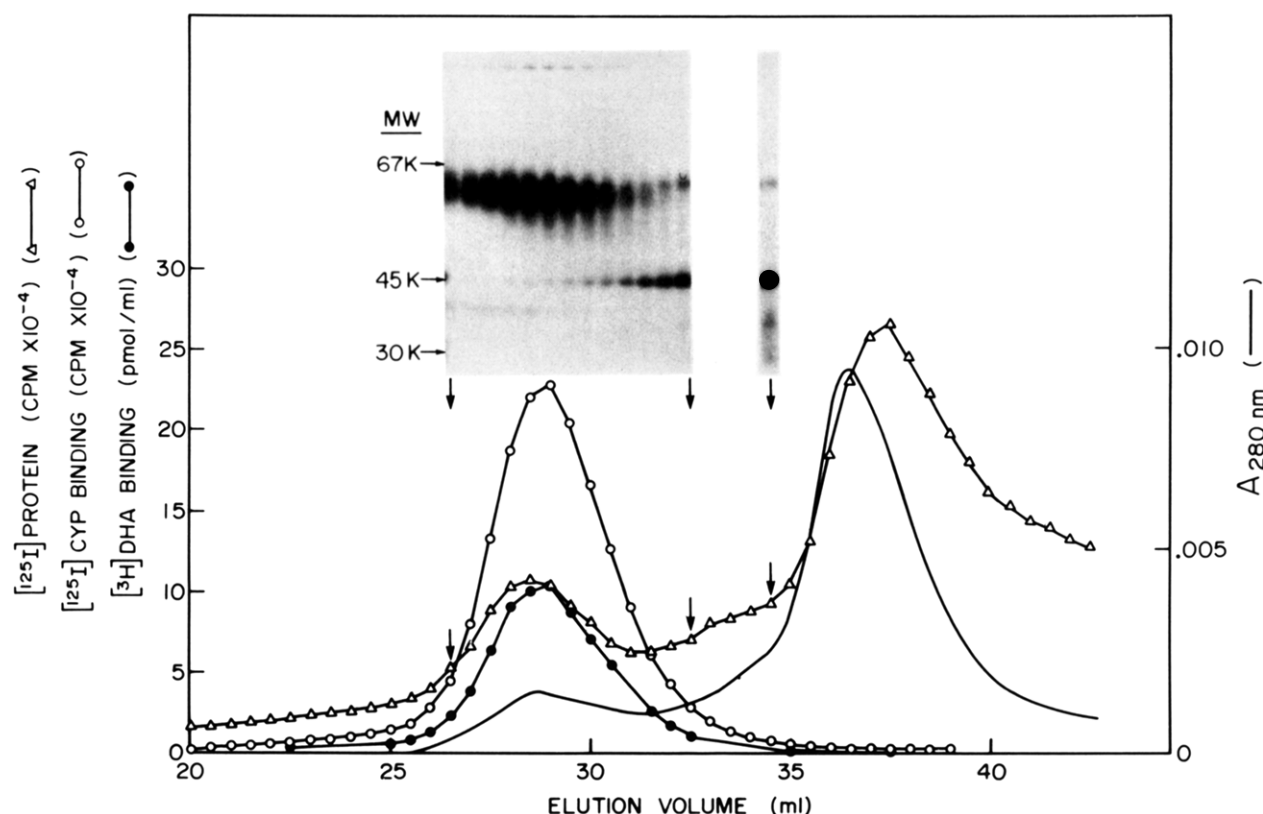 MW
67K
45K
30K
[¹²⁵I]PROTEIN (CPM X10⁻⁴) (△—△)
[¹²⁵I]CYP BINDING (CPM X10⁻⁴) (○—○)
[³H]DHA BINDING (pmol/ml) (●—●)
30
25
20
15
10
5
0
.010
.005
0
A280 nm (—)
20
25
30
35
40
ELUTION VOLUME (ml)